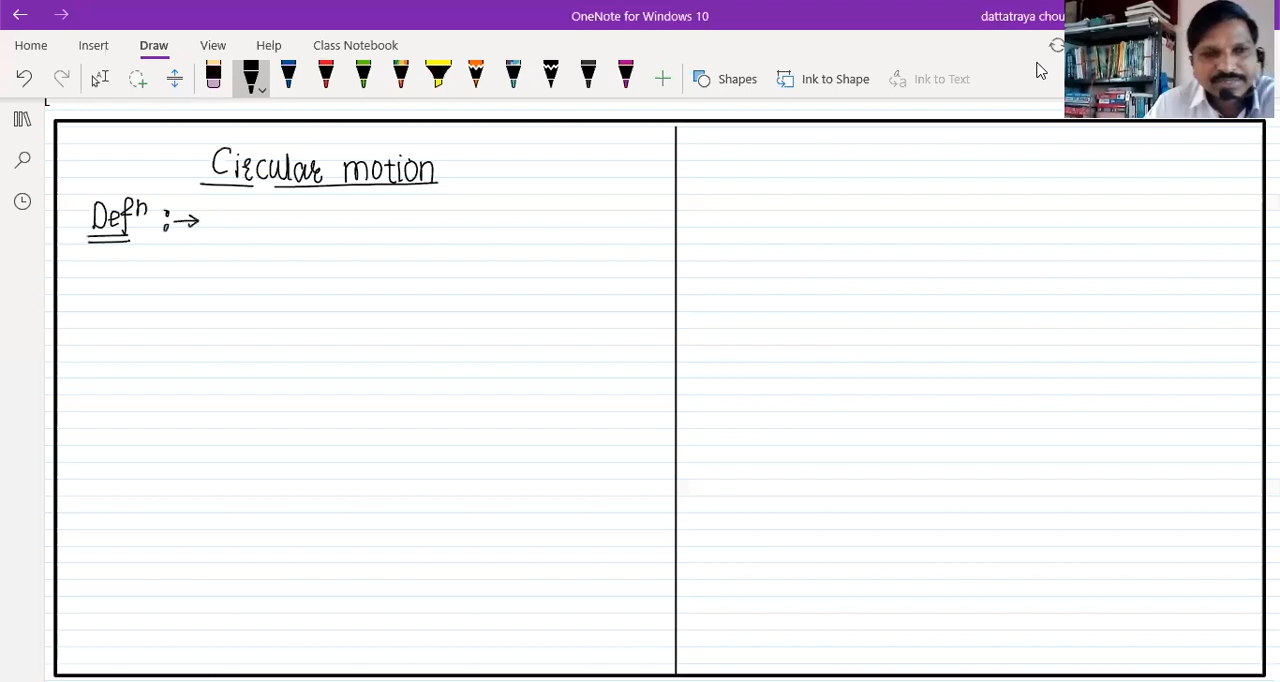 OneNote for Windows 10
dattatraya chou
Home Insert Draw View Help Class Notebook
Shapes Ink to Shape Ink to Text
Circular motion
Defn :→